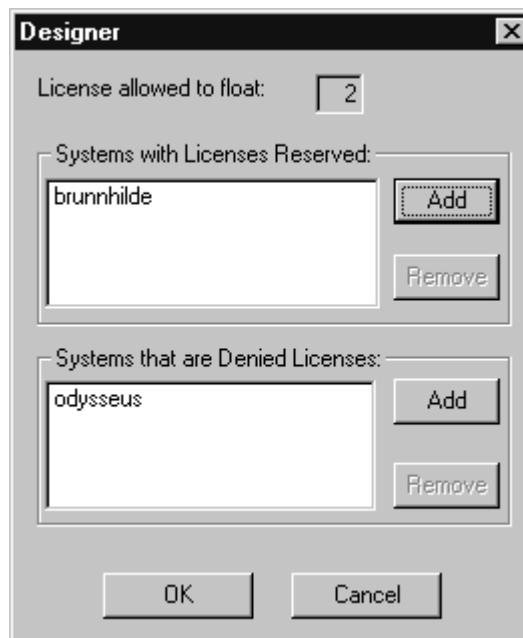 Designer
License allowed to float: 2
Systems with Licenses Reserved:
brunnhilde
Add
Remove
Systems that are Denied Licenses:
odysseus
Add
Remove
OK Cancel